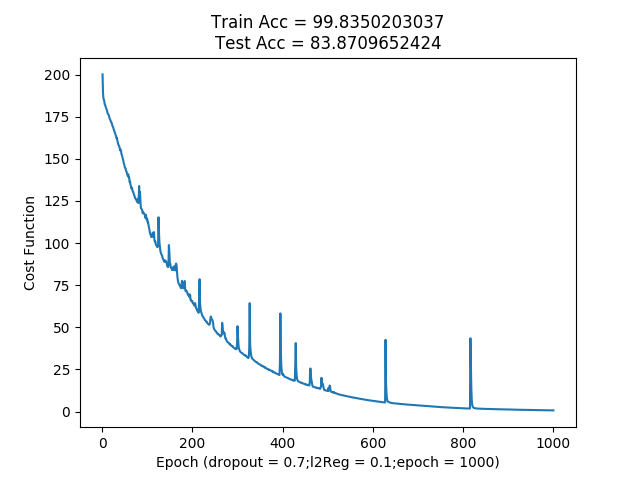 Train Acc = 99.8350203037
Test Acc = 83.8709652424
200
175
150
125
100
75
50
25
0
Cost Function
0 200 400 600 800 1000
Epoch (dropout = 0.7;l2Reg = 0.1;epoch = 1000)